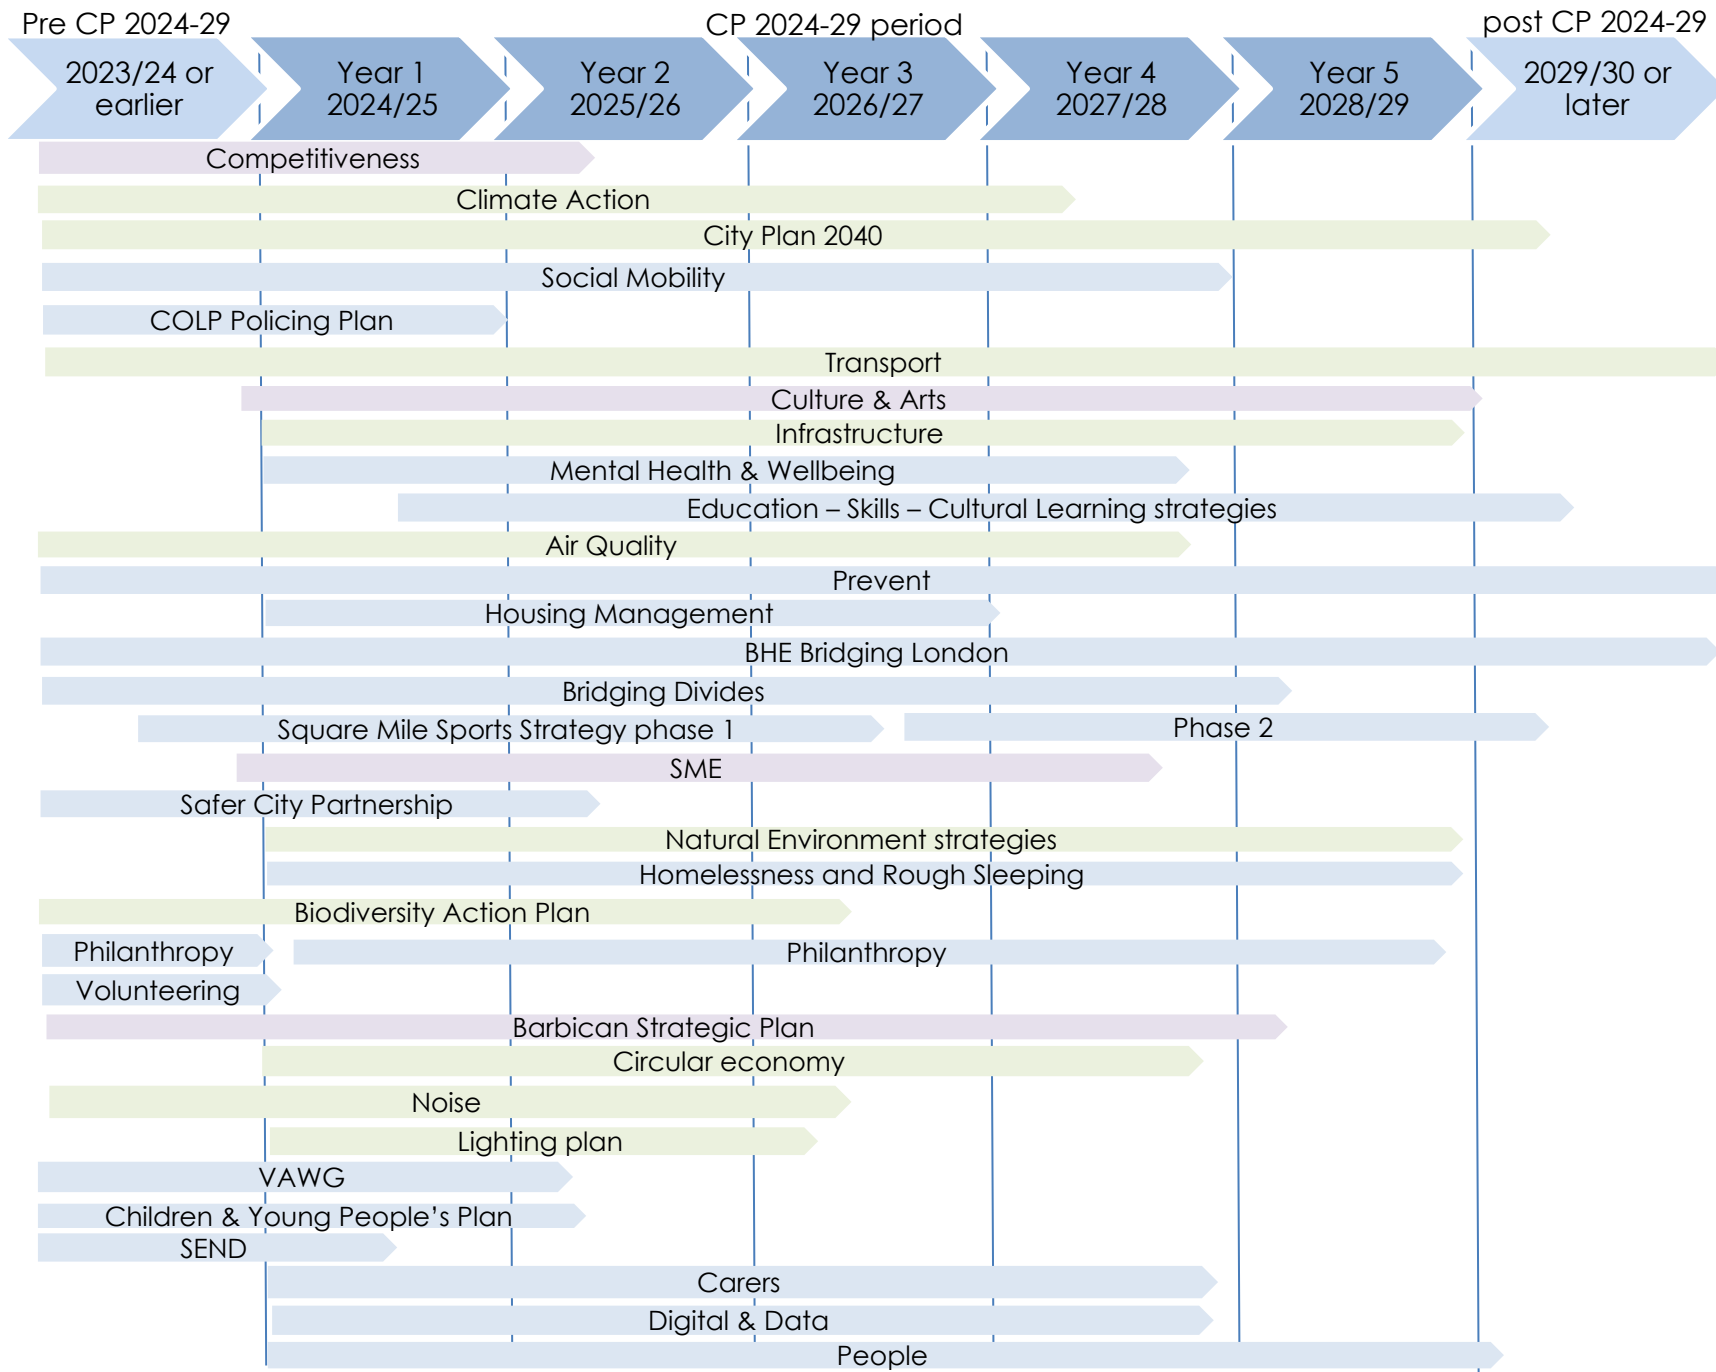 Pre CP 2024-29
CP 2024-29 period
post CP 2024-29
2023/24 or
earlier
Year 1
2024/25
Year 2
2025/26
Year 3
2026/27
Year 4
2027/28
Year 5
2028/29
2029/30 or
later
Competitiveness
Climate Action
City Plan 2040
Social Mobility
COLP Policing Plan
Transport
Culture & Arts
Infrastructure
Mental Health & Wellbeing
Education – Skills – Cultural Learning strategies
Air Quality
Prevent
Housing Management
BHE Bridging London
Bridging Divides
Square Mile Sports Strategy phase 1
Phase 2
SME
Safer City Partnership
Natural Environment strategies
Homelessness and Rough Sleeping
Biodiversity Action Plan
Philanthropy
Philanthropy
Volunteering
Barbican Strategic Plan
Circular economy
Noise
Lighting plan
VAWG
Children & Young People’s Plan
SEND
Carers
Digital & Data
People